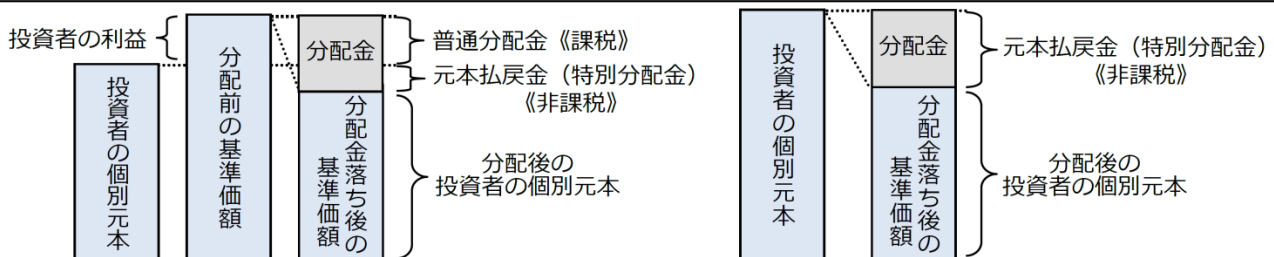 投資者の利益
投資者の個別元本
分配前の基準価額
分配金
分配金落ち後の
基準価額
普通分配金《課税》
元本払戻金（特別分配金）
《非課税》
分配後の
投資者の個別元本
投資者の個別元本
分配金
分配金落ち後の
基準価額
元本払戻金（特別分配金）
《非課税》
分配後の
投資者の個別元本